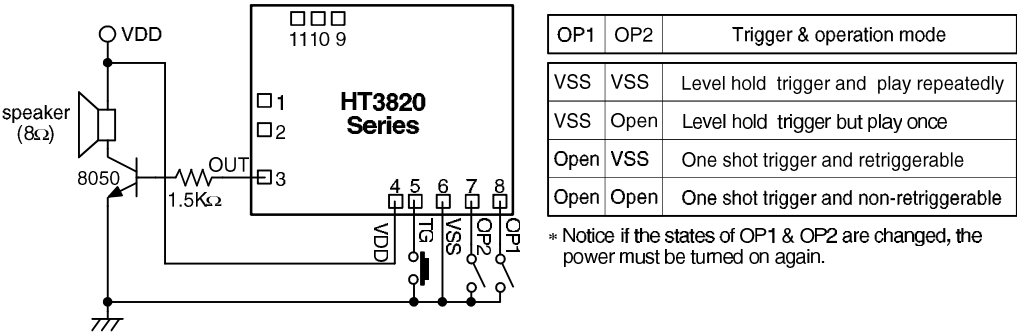 VDD
speaker
(8Ω)
8050
OUT
1.5KΩ
11 10 9
1
2
3
HT3820
Series
4 5 6 7 8
VDD
TG
VSS
OP2
OP1
OP1 OP2 Trigger & operation mode
VSS VSS Level hold trigger and play repeatedly
VSS Open Level hold trigger but play once
Open VSS One shot trigger and retriggerable
Open Open One shot trigger and non-retriggerable
* Notice if the states of OP1 & OP2 are changed, the
power must be turned on again.